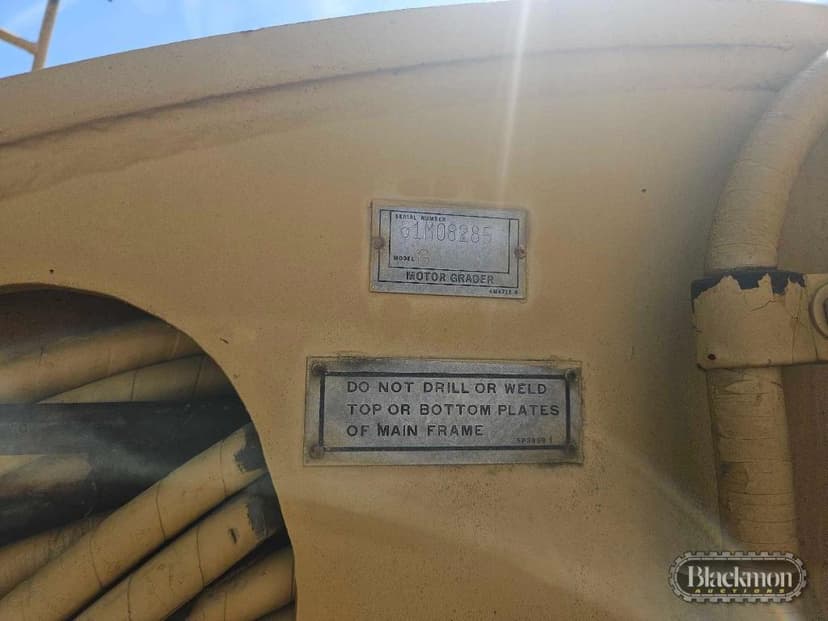 SERIAL NUMBER
61M08285
MODEL G
MOTOR GRADER
DO NOT DRILL OR WELD
TOP OR BOTTOM PLATES
OF MAIN FRAME
Blackmon
AUCTIONS